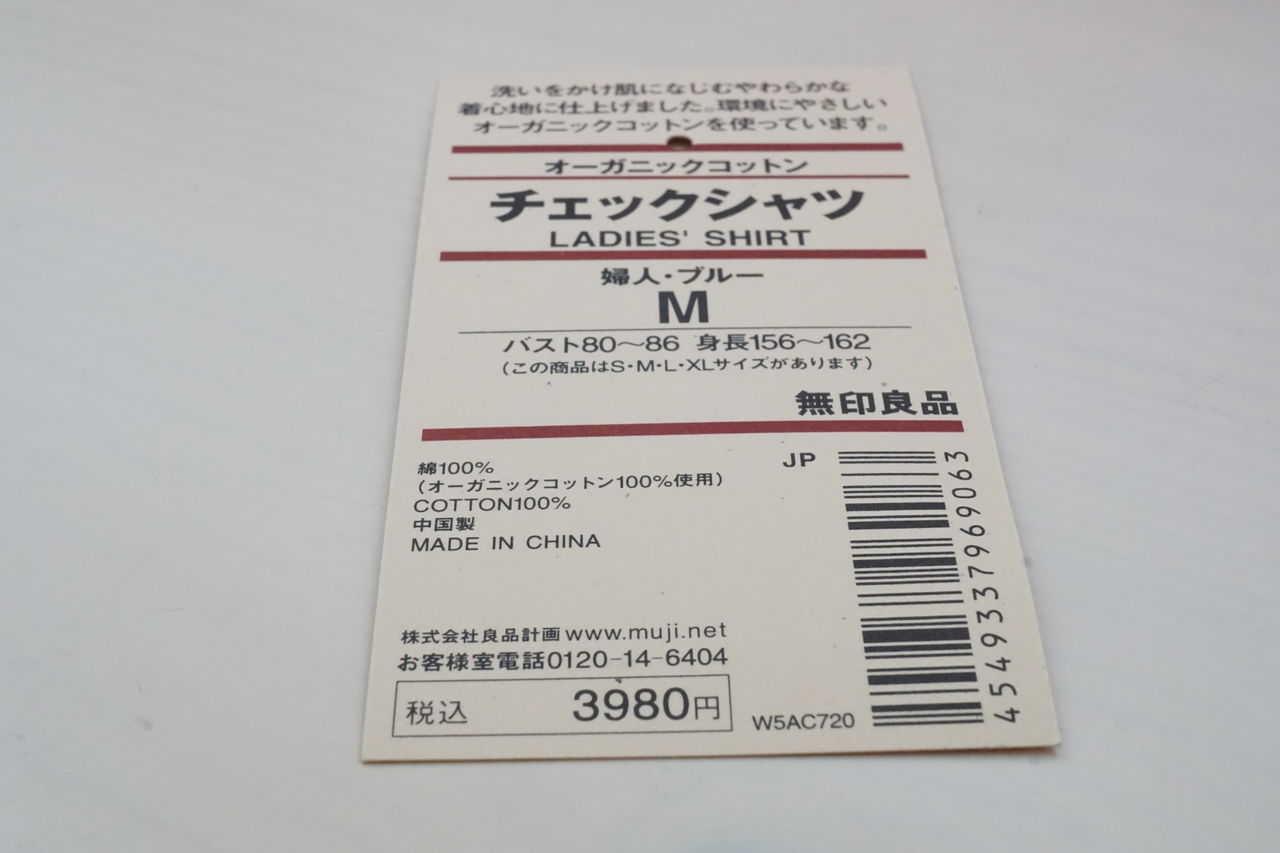 洗いをかけ肌になじむやわらかな
着心地に仕上げました。環境にやさしい
オーガニックコットンを使っています。
オーガニックコットン
チェックシャツ
LADIES' SHIRT
婦人・ブルー
M
バスト80〜86 身長156〜162
(この商品はS・M・L・XLサイズがあります)
無印良品
綿100%
(オーガニックコットン100%使用)
COTTON100%
中国製
MADE IN CHINA
株式会社良品計画 www.muji.net
お客様室電話0120-14-6404
税込 3980円
JP
4549337969063
W5AC720